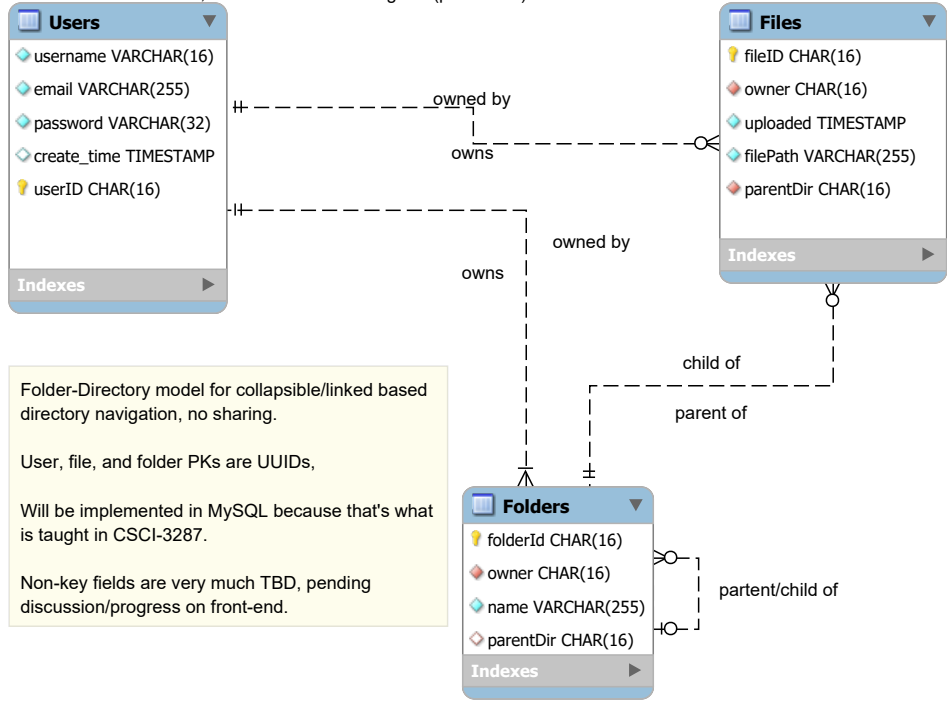 Users
username VARCHAR(16)
email VARCHAR(255)
password VARCHAR(32)
create_time TIMESTAMP
userID CHAR(16)
Indexes
Files
fileID CHAR(16)
owner CHAR(16)
uploaded TIMESTAMP
filePath VARCHAR(255)
parentDir CHAR(16)
Indexes
owned by
owns
owned by
owns
child of
parent of
Folder-Directory model for collapsible/linked based
directory navigation, no sharing.
User, file, and folder PKs are UUIDs,
Will be implemented in MySQL because that's what
is taught in CSCI-3287.
Non-key fields are very much TBD, pending
discussion/progress on front-end.
Folders
folderId CHAR(16)
owner CHAR(16)
name VARCHAR(255)
parentDir CHAR(16)
Indexes
partent/child of